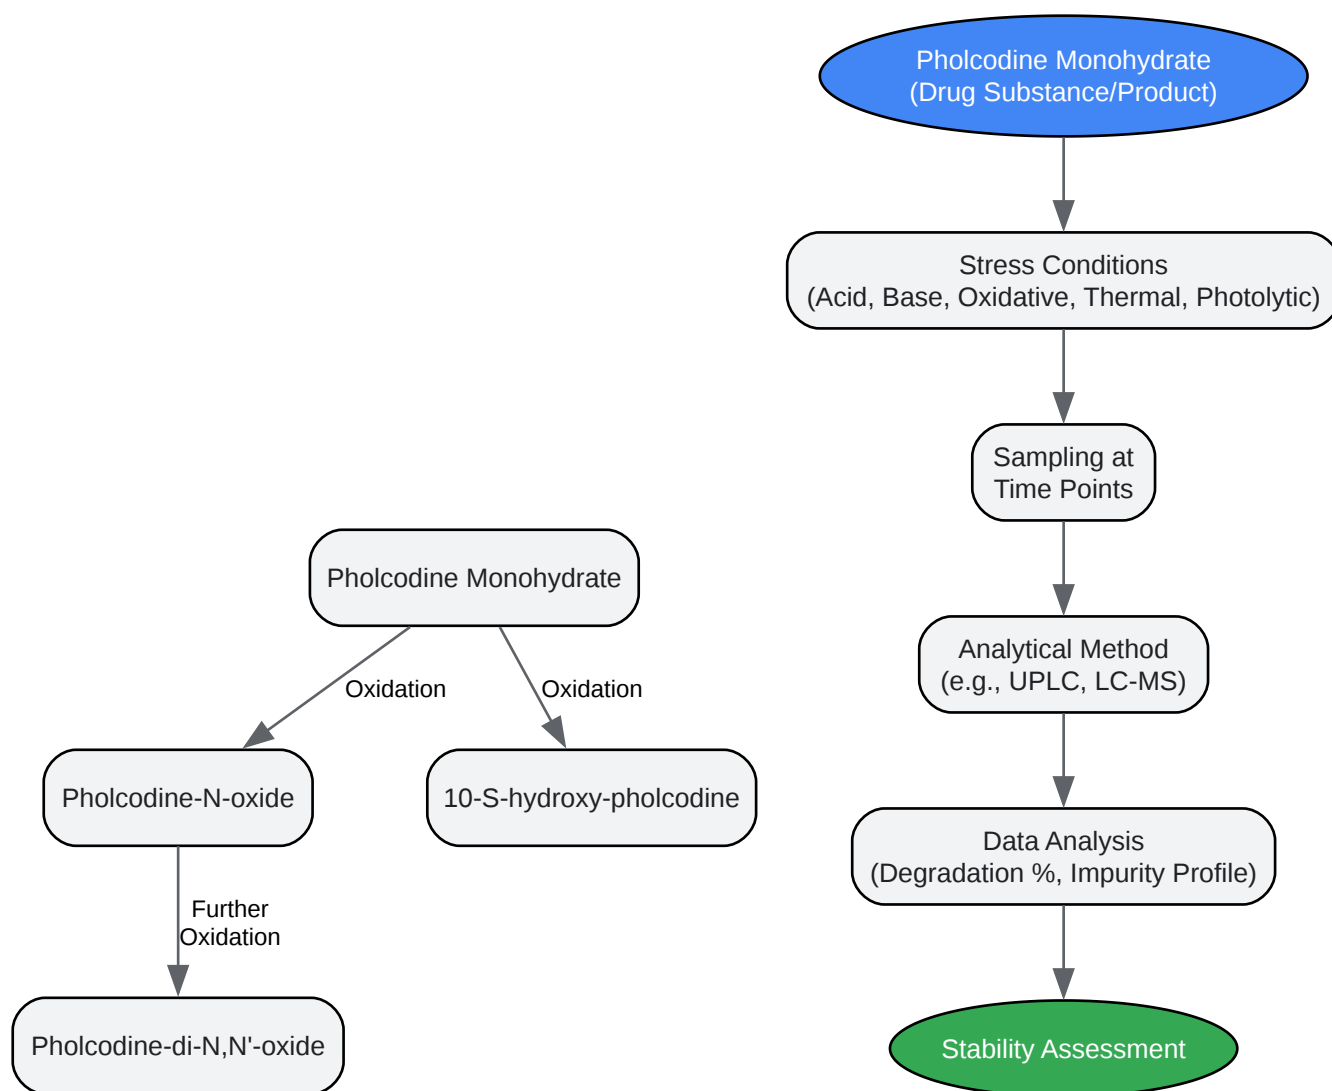 Pholcodine Monohydrate
(Drug Substance/Product)
Stress Conditions
(Acid, Base, Oxidative, Thermal, Photolytic)
Sampling at
Time Points
Analytical Method
(e.g., UPLC, LC-MS)
Data Analysis
(Degradation %, Impurity Profile)
Stability Assessment
Pholcodine Monohydrate
Oxidation
Oxidation
Pholcodine-N-oxide
10-S-hydroxy-pholcodine
Further
Oxidation
Pholcodine-di-N,N'-oxide